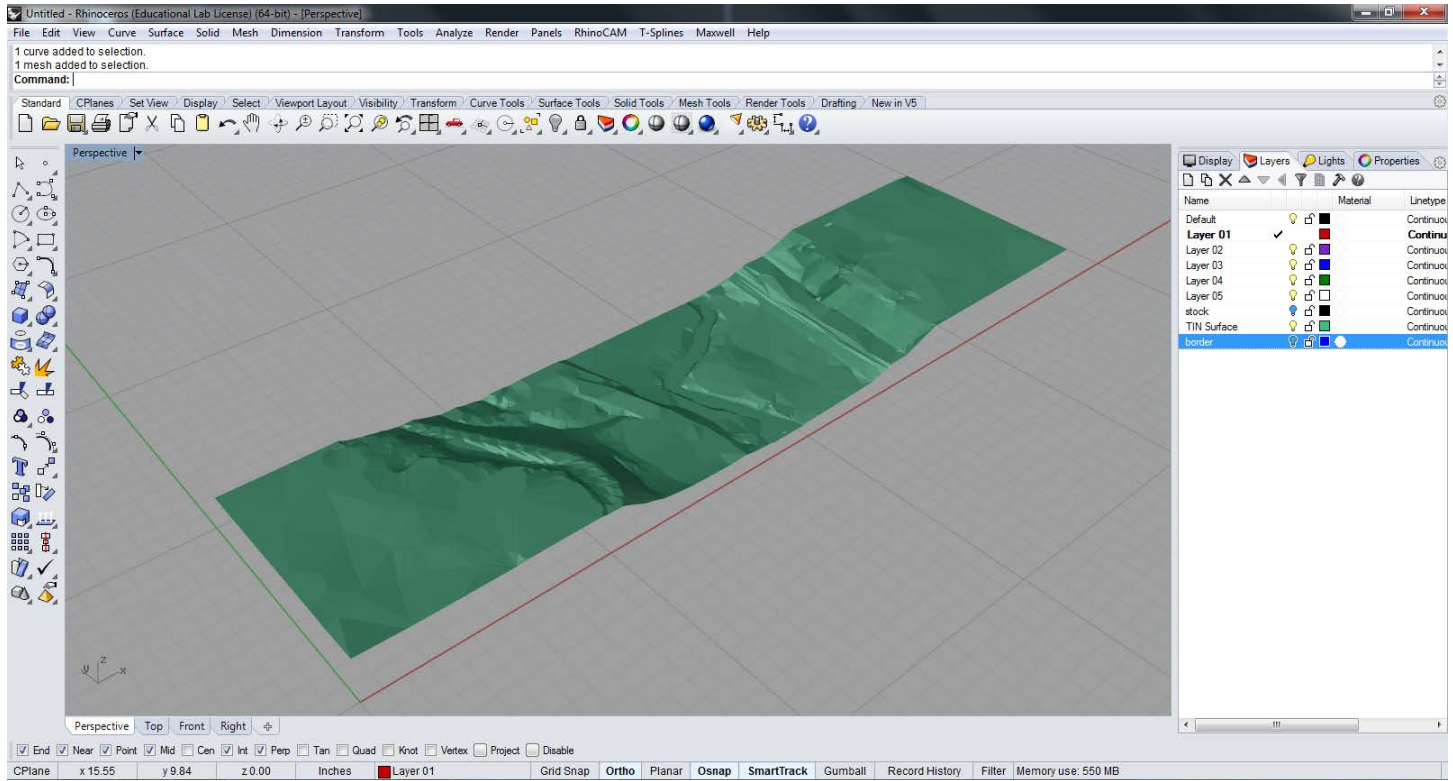 Untitled - Rhinoceros (Educational Lab License) (64-bit) - [Perspective]
File Edit View Curve Surface Solid Mesh Dimension Transform Tools Analyze Render Panels RhinoCAM T-Splines Maxwell Help
1 curve added to selection.
1 mesh added to selection.
Command:
Standard CPlanes Set View Display Select Viewport Layout Visibility Transform Curve Tools Surface Tools Solid Tools Mesh Tools Render Tools Drafting New in V5
Perspective
Display Layers Lights Properties
Name Material Linetype
Default Continuou
Layer 01 Continu
Layer 02 Continuou
Layer 03 Continuou
Layer 04 Continuou
Layer 05 Continuou
stock Continuou
TIN Surface Continuou
border Continuou
z
y x
Perspective Top Front Right
End Near Point Mid Cen Int Perp Tan Quad Knot Vertex Project Disable
CPlane x 15.55 y 9.84 z 0.00 Inches Layer 01 Grid Snap Ortho Planar Osnap SmartTrack Gumball Record History Filter Memory use: 550 MB